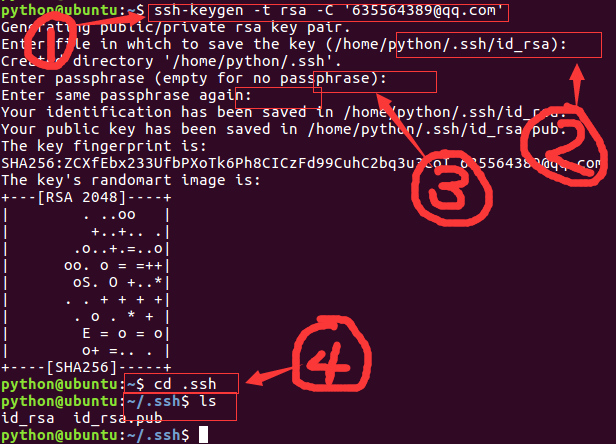 python@ubuntu:~$ ssh-keygen -t rsa -C '635564389@qq.com'
Generating public/private rsa key pair.
Enter file in which to save the key (/home/python/.ssh/id_rsa):
Created directory '/home/python/.ssh'.
Enter passphrase (empty for no passphrase):
Enter same passphrase again:
Your identification has been saved in /home/python/.ssh/id_rsa.
Your public key has been saved in /home/python/.ssh/id_rsa.pub.
The key fingerprint is:
635564389@qq.com
The key's randomart image is:
+---[RSA 2048]----+
|        . ..oo   |
|         +..+.. .|
|       .o..+.=..o|
|      oo. o = =++|
|       oS. O +..*|
|      . . + + + +|
|       . o . * + |
|        E = o = o|
|        o+ =.. . |
+----[SHA256]-----+
python@ubuntu:~$ cd .ssh
python@ubuntu:~/.ssh$ ls
id_rsa  id_rsa.pub
python@ubuntu:~/.ssh$
1
2
3
4